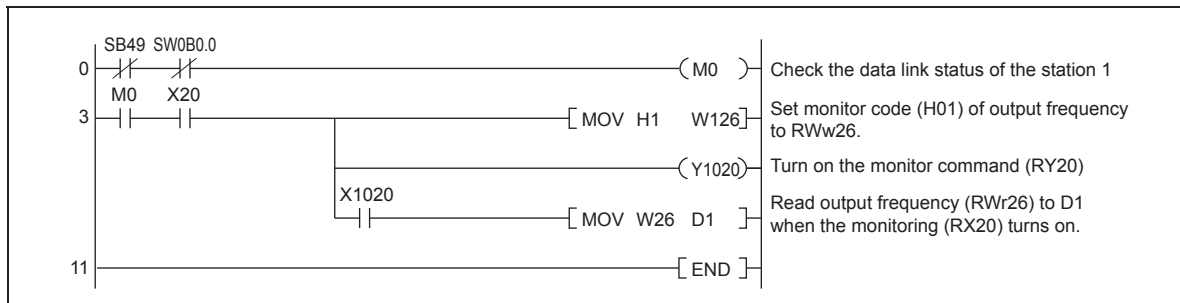 SB49 SW0B0.0
0 M0 Check the data link status of the station 1
M0 X20
3 MOV H1 W126 Set monitor code (H01) of output frequency
to RWw26.
Y1020 Turn on the monitor command (RY20)
X1020
MOV W26 D1 Read output frequency (RWr26) to D1
when the monitoring (RX20) turns on.
11 END